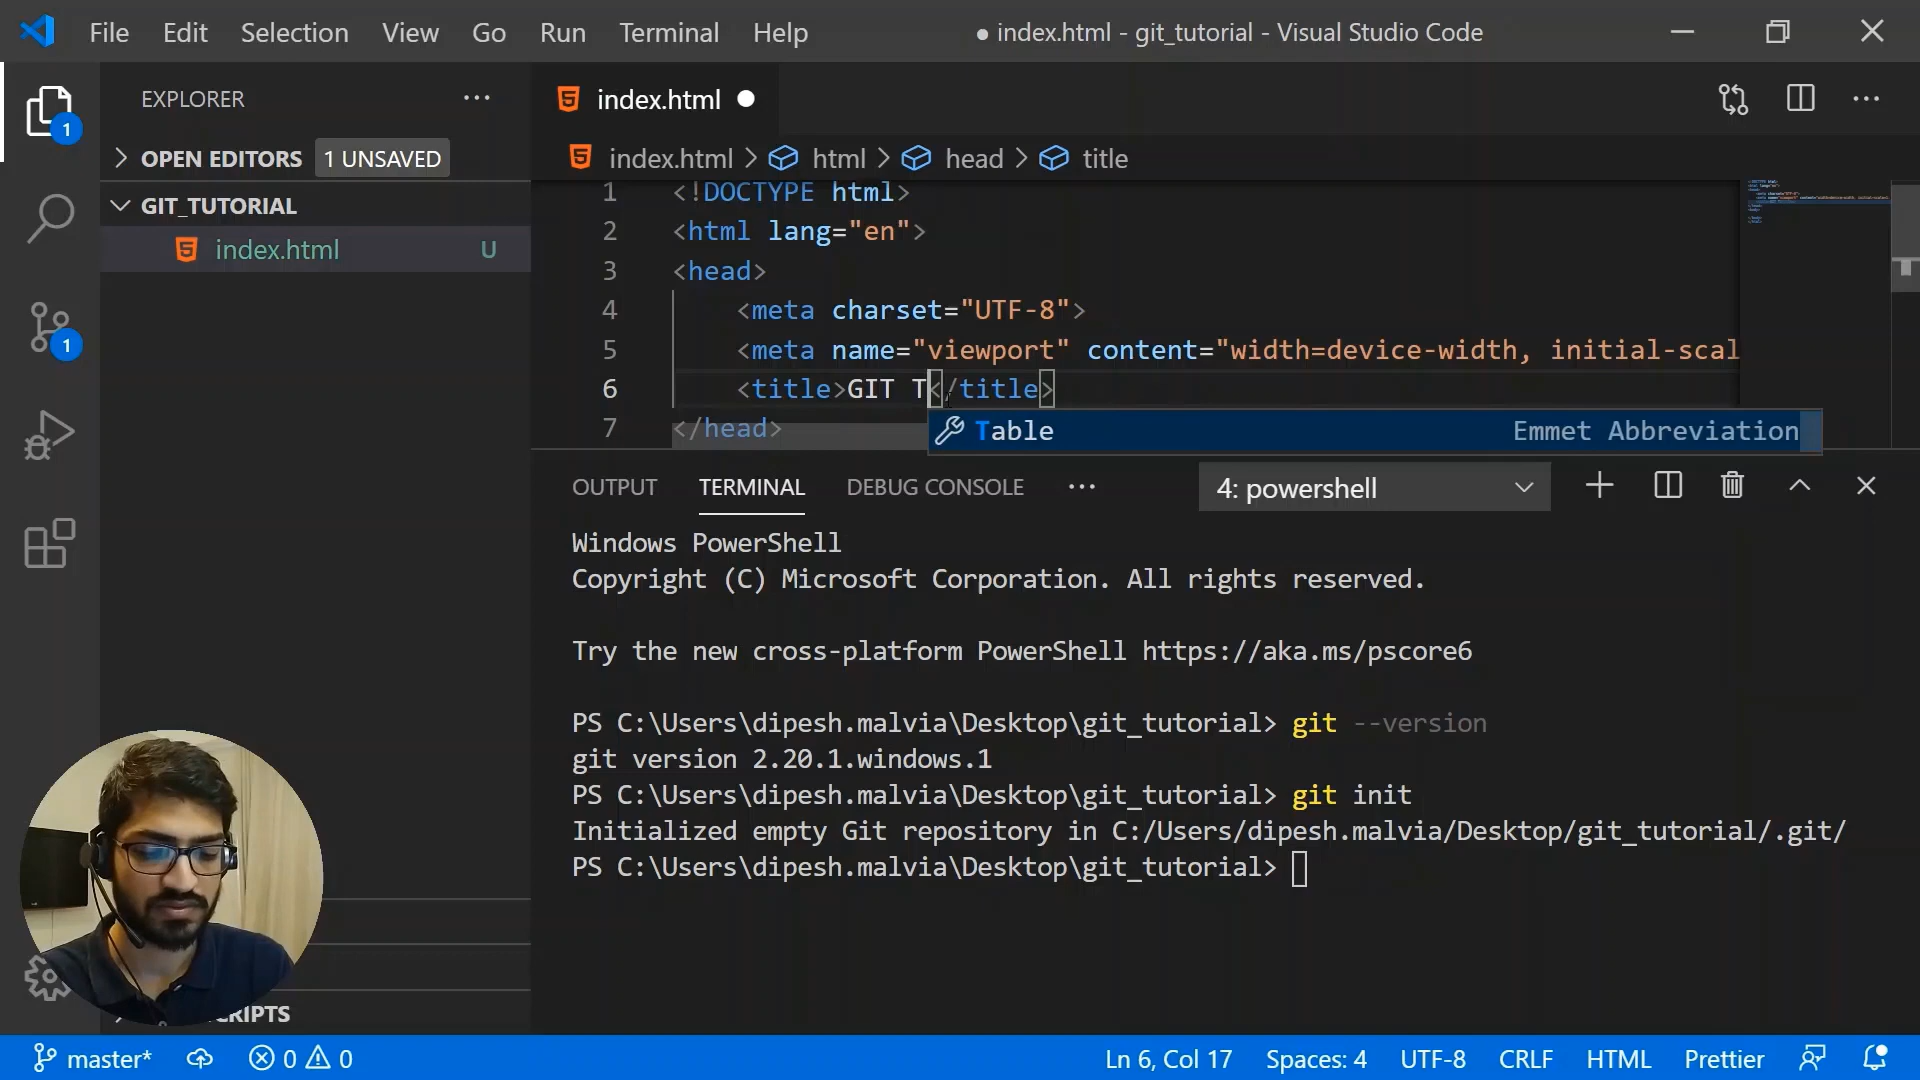 File Edit Selection View Go Run Terminal Help
● index.html - git_tutorial - Visual Studio Code
EXPLORER
1
OPEN EDITORS 1 UNSAVED
GIT_TUTORIAL
index.html U
1
index.html
index.html > html > head > title
1 <!DOCTYPE html>
2 <html lang="en">
3 <head>
4 <meta charset="UTF-8">
5 <meta name="viewport" content="width=device-width, initial-scal
6 <title>GIT T</title>
7 </head>
Table Emmet Abbreviation
OUTPUT TERMINAL DEBUG CONSOLE 4: powershell
Windows PowerShell
Copyright (C) Microsoft Corporation. All rights reserved.
Try the new cross-platform PowerShell https://aka.ms/pscore6
PS C:\Users\dipesh.malvia\Desktop\git_tutorial> git --version
git version 2.20.1.windows.1
PS C:\Users\dipesh.malvia\Desktop\git_tutorial> git init
Initialized empty Git repository in C:/Users/dipesh.malvia/Desktop/git_tutorial/.git/
PS C:\Users\dipesh.malvia\Desktop\git_tutorial>
CRIPTS
master* 0 0 Ln 6, Col 17 Spaces: 4 UTF-8 CRLF HTML Prettier